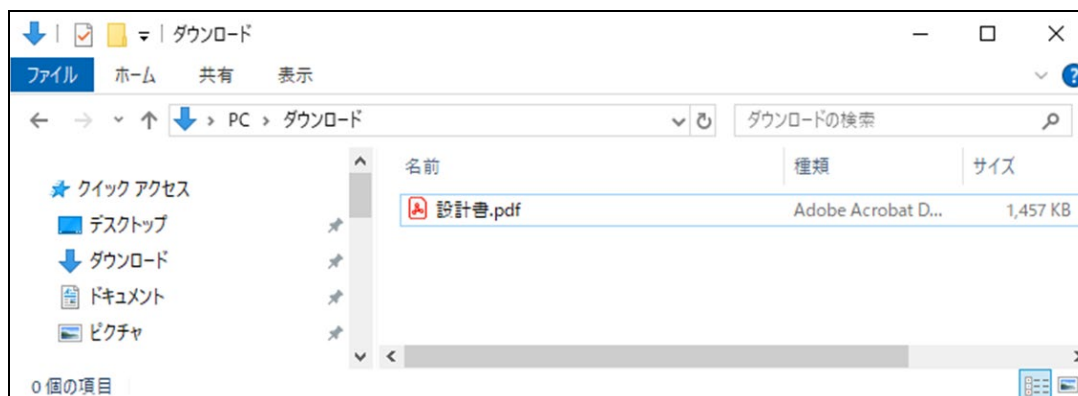 ダウンロード
ファイル ホーム 共有 表示 ?
PC ダウンロード ダウンロードの検索
名前 種類 サイズ
クイック アクセス
設計書.pdf Adobe Acrobat D... 1,457 KB
デスクトップ
ダウンロード
ドキュメント
ピクチャ
0 個の項目